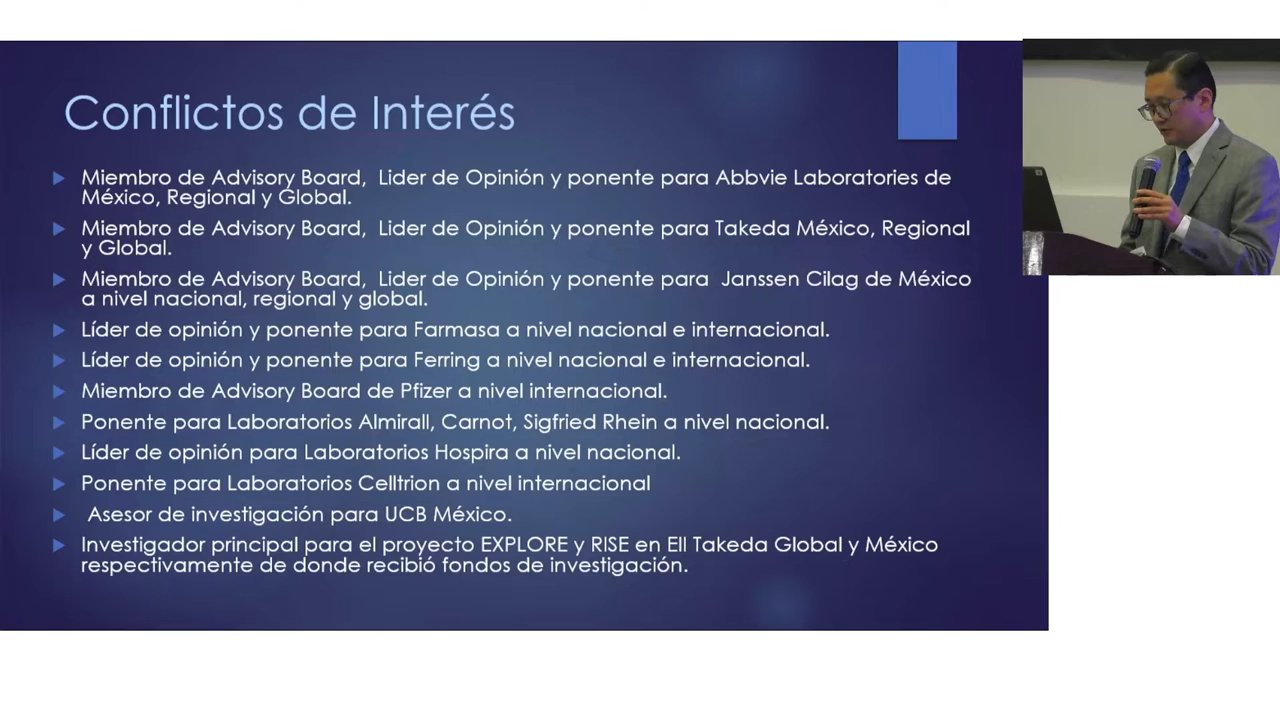 Conflictos de Interés
Miembro de Advisory Board, Lider de Opinión y ponente para Abbvie Laboratories de
México, Regional y Global.
Miembro de Advisory Board, Lider de Opinión y ponente para Takeda México, Regional
y Global.
Miembro de Advisory Board, Lider de Opinión y ponente para Janssen Cilag de México
a nivel nacional, regional y global.
Líder de opinión y ponente para Farmasa a nivel nacional e internacional.
Líder de opinión y ponente para Ferring a nivel nacional e internacional.
Miembro de Advisory Board de Pfizer a nivel internacional.
Ponente para Laboratorios Almirall, Carnot, Sigfried Rhein a nivel nacional.
Líder de opinión para Laboratorios Hospira a nivel nacional.
Ponente para Laboratorios Celltrion a nivel internacional
Asesor de investigación para UCB México.
Investigador principal para el proyecto EXPLORE y RISE en EII Takeda Global y México
respectivamente de donde recibió fondos de investigación.